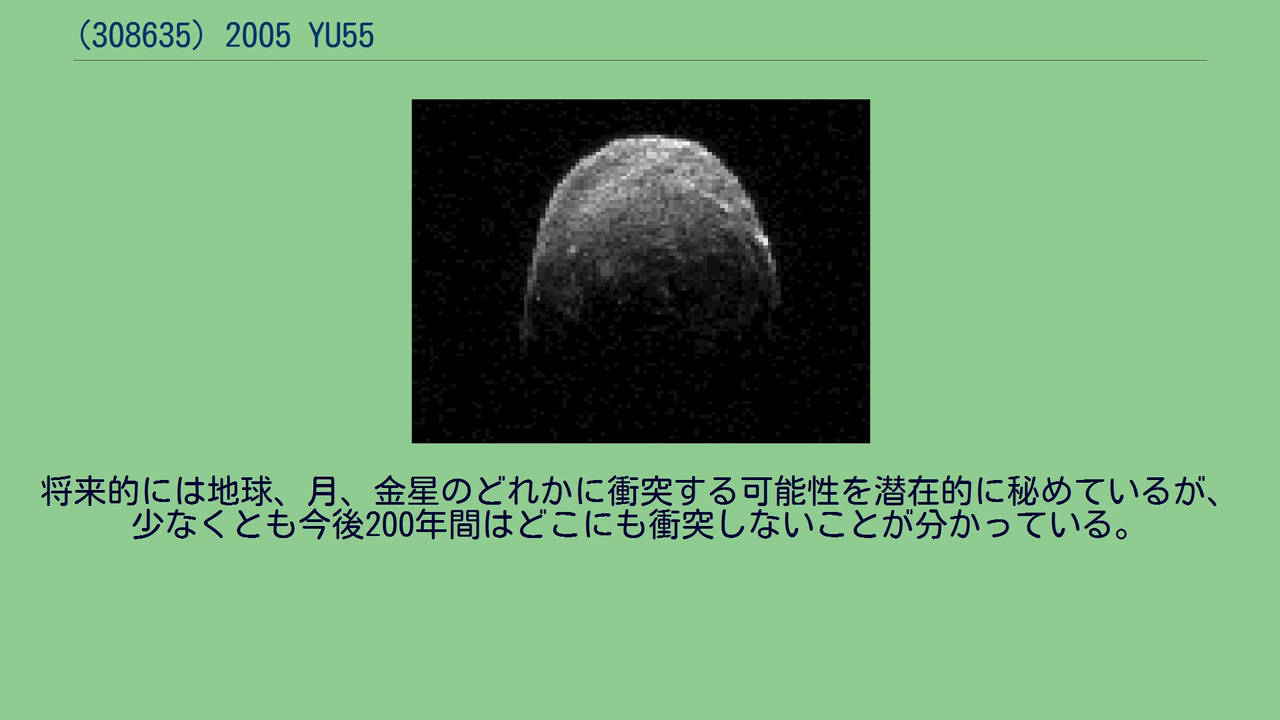 （308635） 2005 YU55
将来的には地球、月、金星のどれかに衝突する可能性を潜在的に秘めているが、
少なくとも今後200年間はどこにも衝突しないことが分かっている。